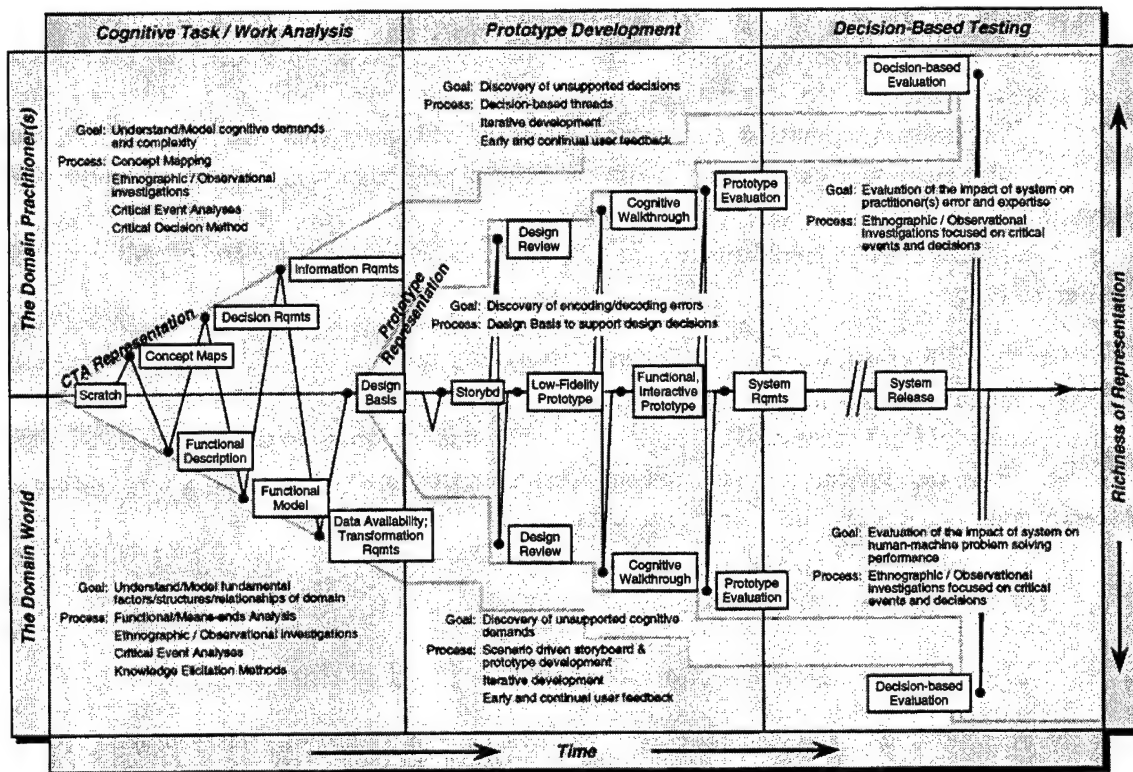 Cognitive Task / Work Analysis
Prototype Development
Decision-Based Testing
The Domain Practitioner(s)
Goal: Understand/Model cognitive demands
and complexity
Process: Concept Mapping
Ethnographic / Observational
investigations
Critical Event Analyses
Critical Decision Method
Goal: Discovery of unsupported decisions
Process: Decision-based threads
Iterative development
Early and continual user feedback
Decision-based
Evaluation
Goal: Evaluation of the impact of system on
practitioner(s) error and expertise
Process: Ethnographic / Observational
Investigations focused on critical
events and decisions
Prototype
Evaluation
Cognitive
Walkthrough
Design
Review
Information Rqmts
Decision Rqmts
Concept Maps
CTA Representation
Scratch
Prototype
Representation
Goal: Discovery of encoding/decoding errors
Process: Design Basis to support design decisions
Design
Basis
Storybd
Low-Fidelity
Prototype
Functional,
Interactive
Prototype
System
Rqmts
System
Release
Richness of Representation
The Domain World
Functional
Description
Functional
Model
Data Availability;
Transformation
Rqmts
Design
Review
Cognitive
Walkthrough
Prototype
Evaluation
Goal: Evaluation of the impact of system on
human-machine problem solving
performance
Process: Ethnographic / Observational
Investigations focused on critical
events and decisions
Goal: Understand/Model fundamental
factors/structures/relationships of domain
Process: Functional/Means-ends Analysis
Ethnographic / Observational Investigations
Critical Event Analyses
Knowledge Elicitation Methods
Goal: Discovery of unsupported cognitive
demands
Process: Scenario driven storyboard &
prototype development
Iterative development
Early and continual user feedback
Decision-based
Evaluation
Time